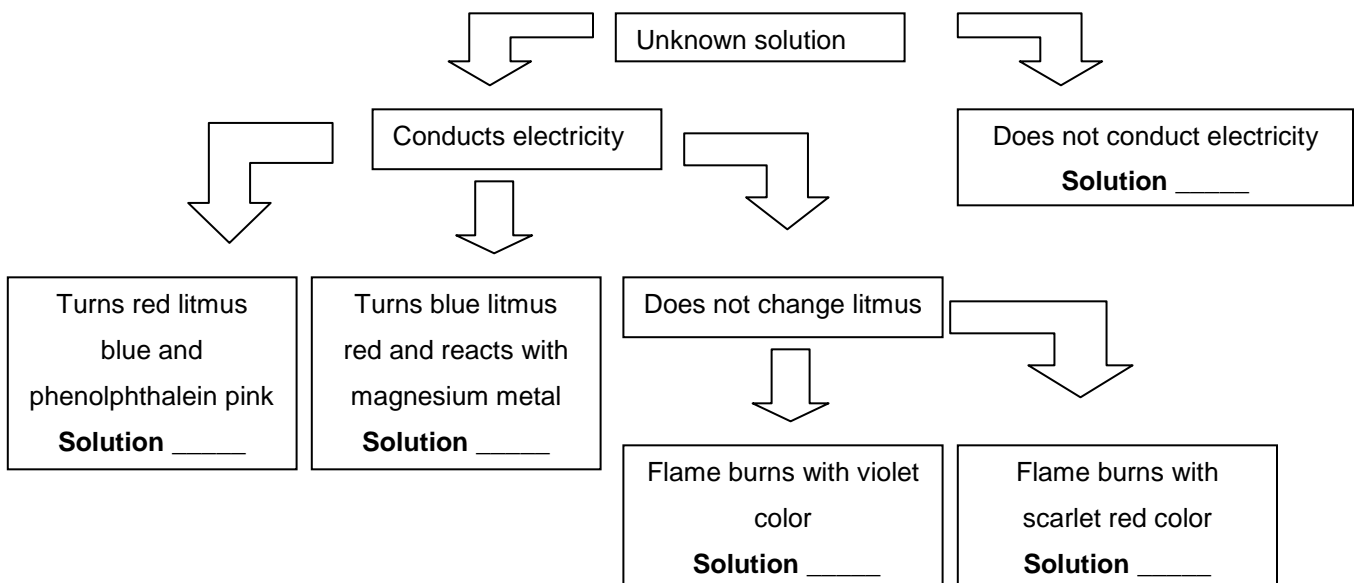 Unknown solution
Conducts electricity
Does not conduct electricity
Solution _____
Turns red litmus
blue and
phenolphthalein pink
Solution _____
Turns blue litmus
red and reacts with
magnesium metal
Solution _____
Does not change litmus
Flame burns with violet
color
Solution _____
Flame burns with
scarlet red color
Solution _____